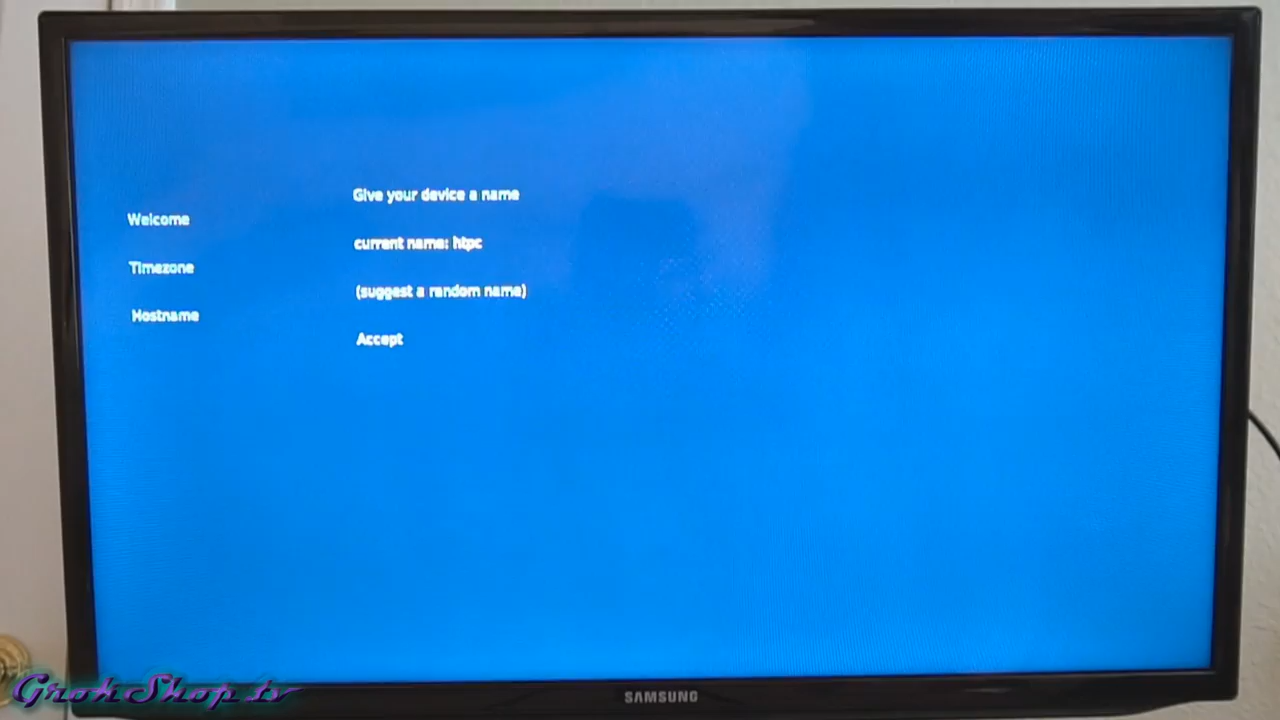 Give your device a name
Welcome
current name: htpc
Timezone
(suggest a random name)
Hostname
Accept
SAMSUNG
GrokShop.tv